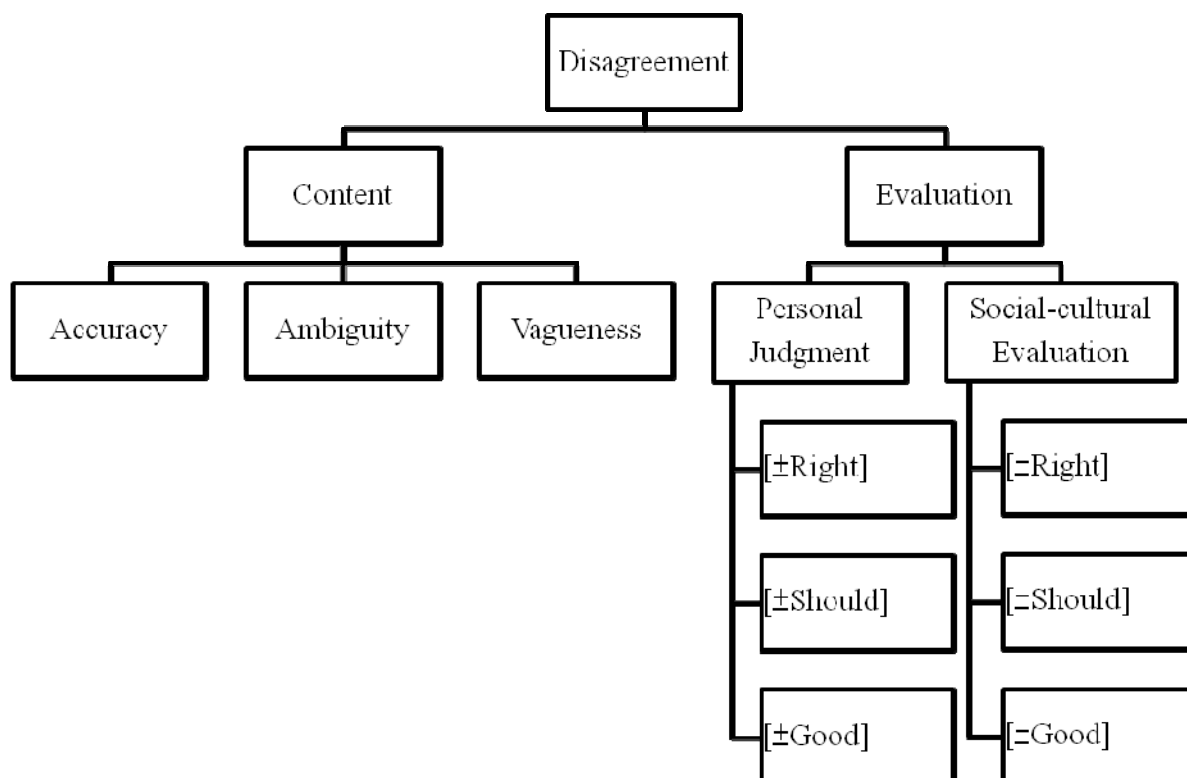 Disagreement
Content
Evaluation
Accuracy
Ambiguity
Vagueness
Personal
Judgment
Social-cultural
Evaluation
[±Right]
[±Right]
[±Should]
[±Should]
[±Good]
[±Good]